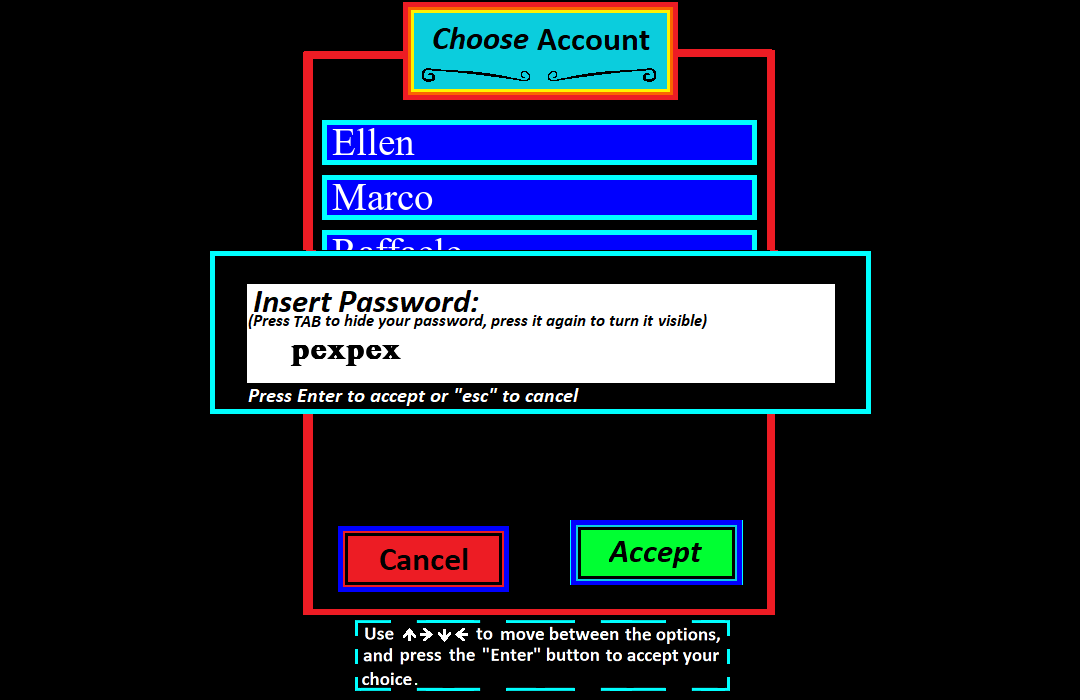 Choose Account
Ellen
Marco
Raffaele
Insert Password:
(Press TAB to hide your password, press it again to turn it visible)
pexpex
Press Enter to accept or "esc" to cancel
Cancel
Accept
Use ↑→↓← to move between the options,
and press the "Enter" button to accept your
choice.